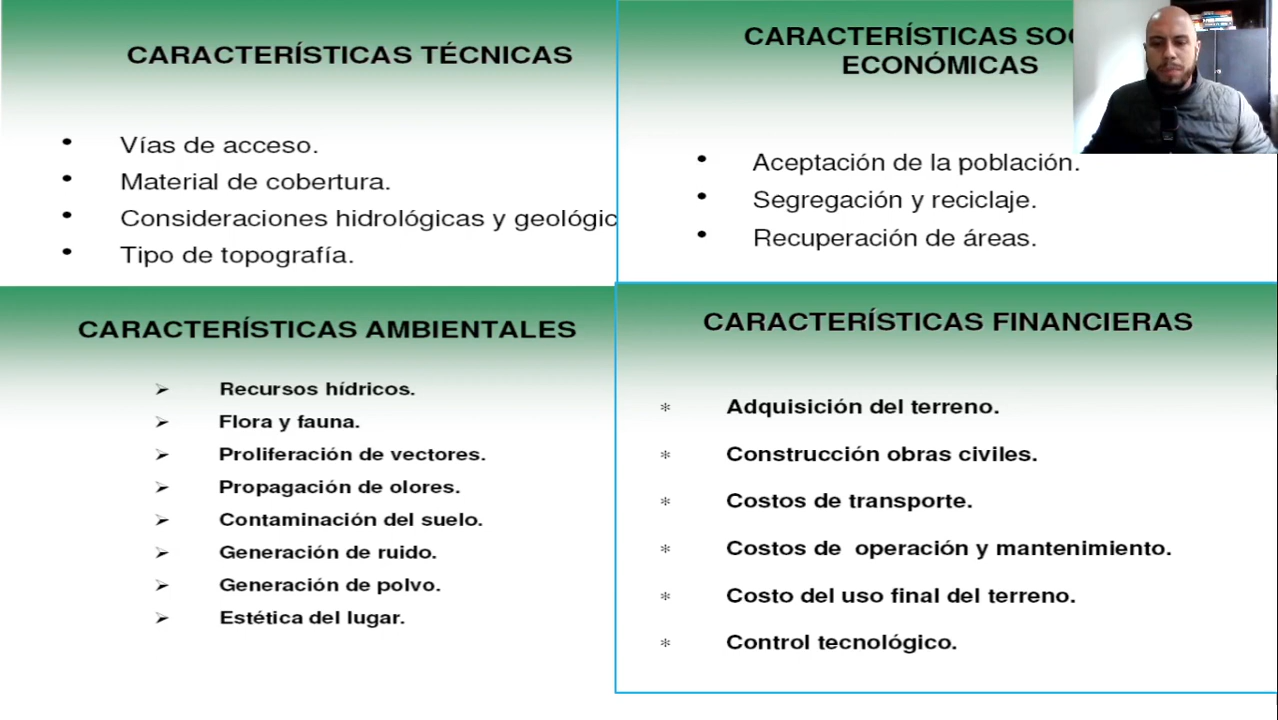 CARACTERÍSTICAS TÉCNICAS
• Vías de acceso.
• Material de cobertura.
• Consideraciones hidrológicas y
• Tipo de topografía.
CARACTERÍSTICAS
ECONÓMICAS
• Aceptación de la población.
• Segregación y reciclaje.
• Recuperación de áreas.
CARACTERÍSTICAS AMBIENTALES
➢ Recursos hídricos.
➢ Flora y fauna.
➢ Proliferación de vectores.
➢ Propagación de olores.
➢ Contaminación del suelo.
➢ Generación de ruido.
➢ Generación de polvo.
➢ Estética del lugar.
CARACTERÍSTICAS FINANCIERAS
* Adquisición del terreno.
* Construcción obras civiles.
* Costos de transporte.
* Costos de operación y mantenimiento.
* Costo del uso final del terreno.
* Control tecnológico.